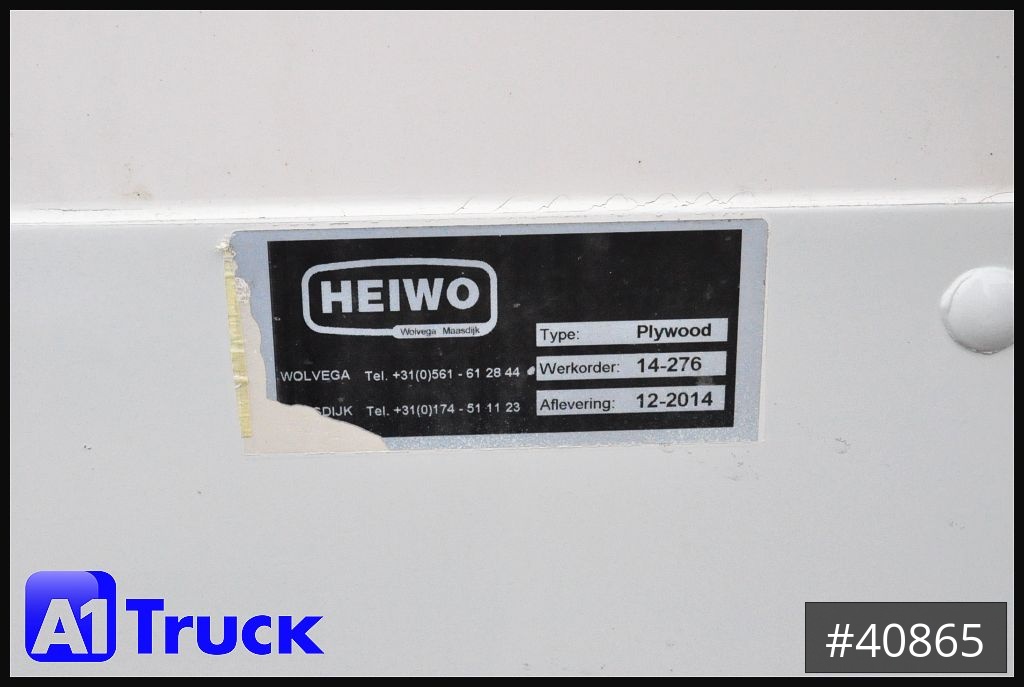 HEIWO
Wolvega Maasdijk
WOLVEGA Tel. +31(0)561 - 61 28 44
SDIJK Tel. +31(0)174 - 51 11 23
Type: Plywood
Werkorder: 14-276
Aflevering: 12-2014
A1 Truck
#40865